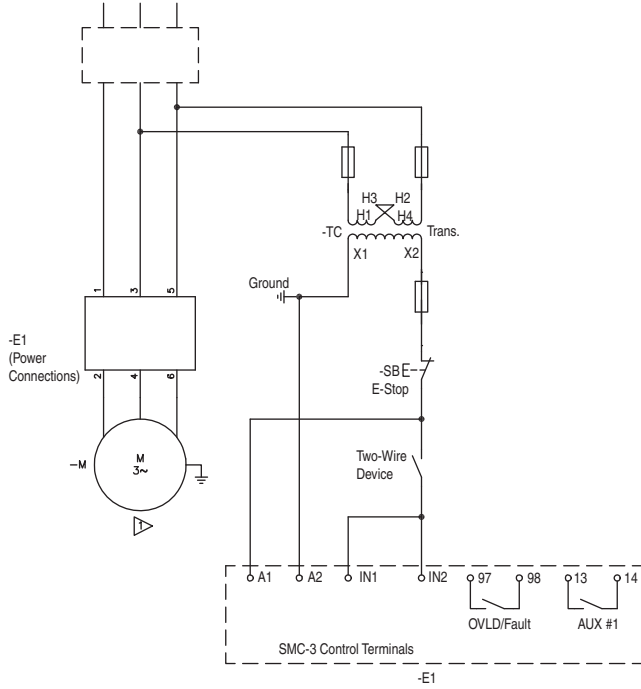 H3 H2
H1 H4
-TC
Trans.
X1 X2
Ground
1 3 5
-E1
(Power
Connections)
2 4 6
-SB
E-Stop
M
3~
-M
1
Two-Wire
Device
A1 A2 IN1 IN2 97 98 13 14
OVLD/Fault AUX #1
SMC-3 Control Terminals
-E1